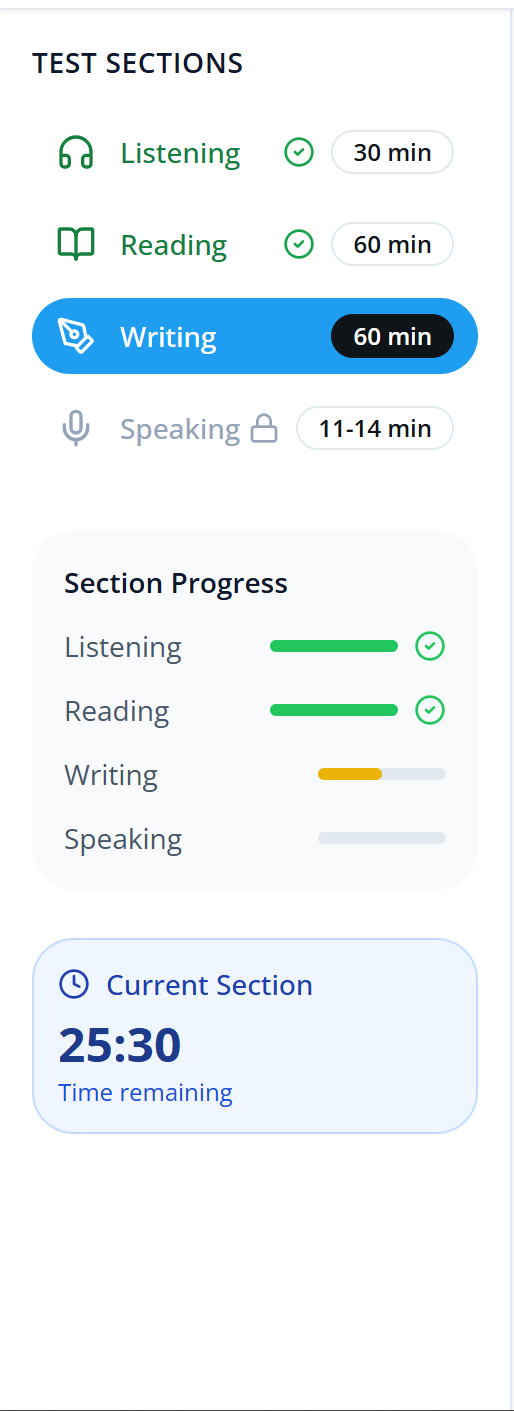 TEST SECTIONS
Listening 30 min
Reading 60 min
Writing 60 min
Speaking 11-14 min
Section Progress
Listening
Reading
Writing
Speaking
Current Section
25:30
Time remaining